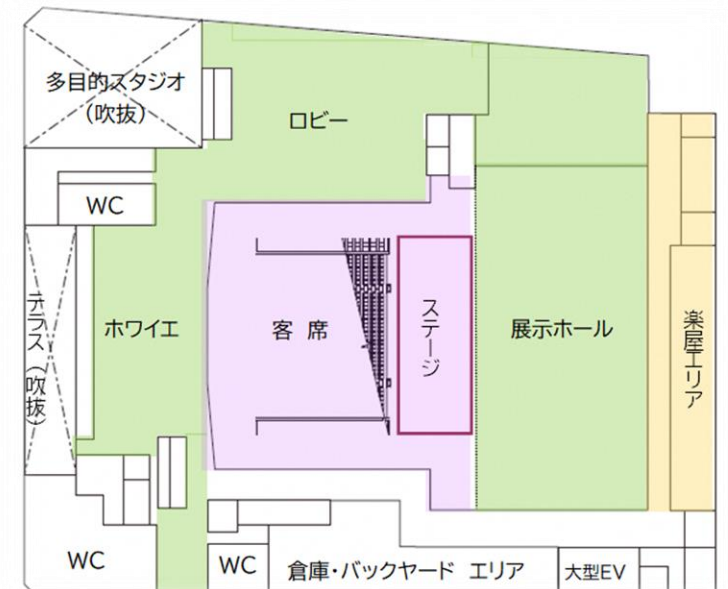 多目的スタジオ
（吹抜）
ロビー
WC
テラス（吹抜）
ホワイエ
客 席
ステージ
展示ホール
楽屋エリア
WC
WC
倉庫・バックヤード エリア
大型EV